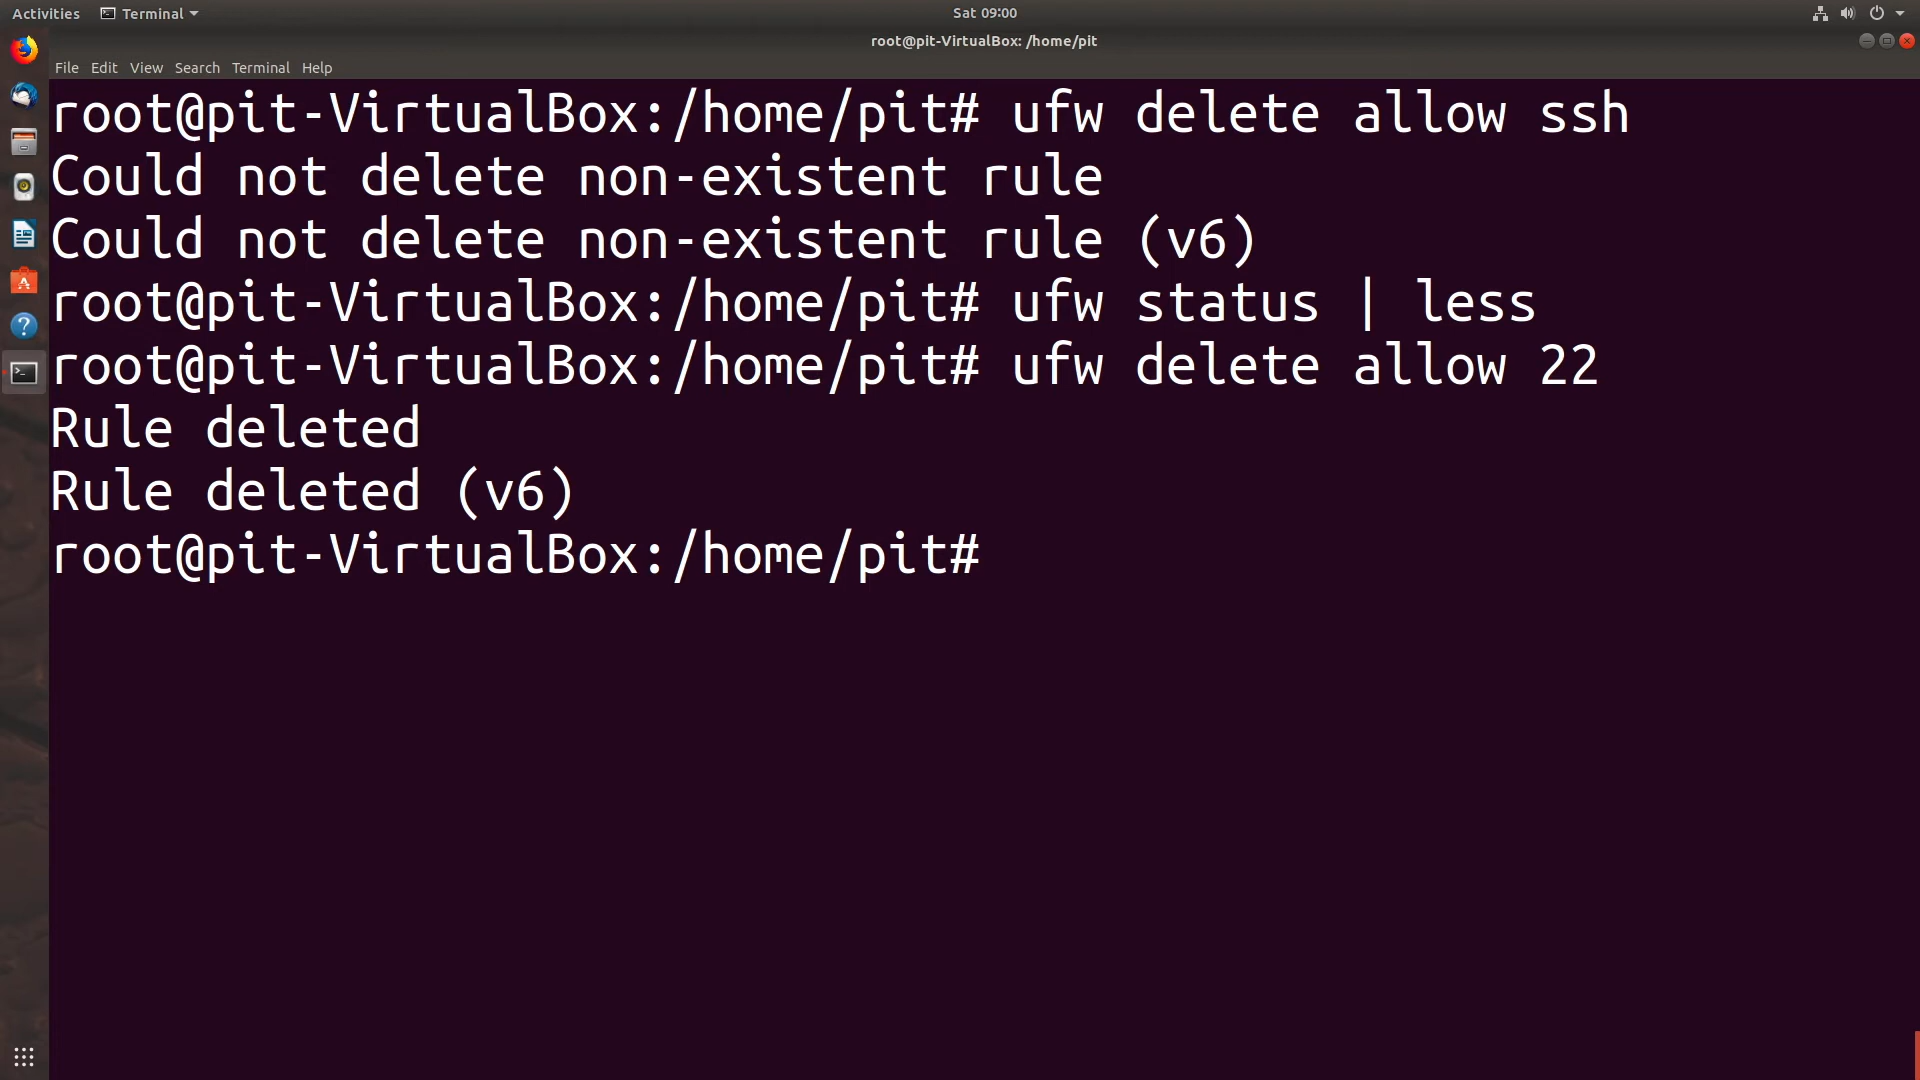 Activities Terminal Sat 09:00
root@pit-VirtualBox: /home/pit
File Edit View Search Terminal Help
root@pit-VirtualBox:/home/pit# ufw delete allow ssh
Could not delete non-existent rule
Could not delete non-existent rule (v6)
root@pit-VirtualBox:/home/pit# ufw status | less
root@pit-VirtualBox:/home/pit# ufw delete allow 22
Rule deleted
Rule deleted (v6)
root@pit-VirtualBox:/home/pit#